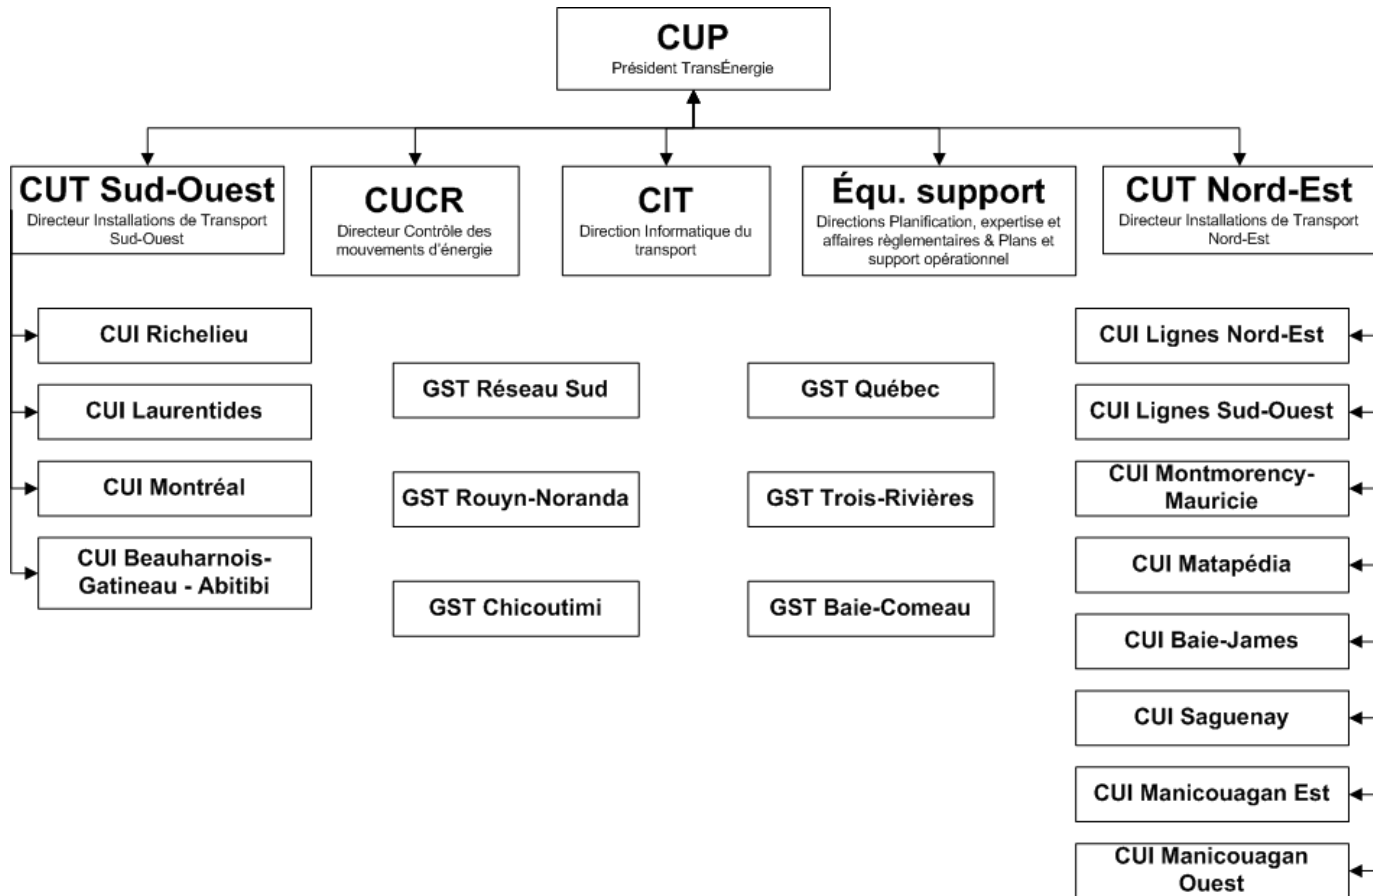 CUP
Président TransÉnergie
CUT Sud-Ouest
Directeur Installations de Transport
Sud-Ouest
CUCR
Directeur Contrôle des
mouvements d'énergie
CIT
Direction Informatique du
transport
Équ. support
Directions Planification, expertise et
affaires règlementaires & Plans et
support opérationnel
CUT Nord-Est
Directeur Installations de Transport
Nord-Est
CUI Richelieu
CUI Laurentides
CUI Montréal
CUI Beauharnois-
Gatineau - Abitibi
GST Réseau Sud
GST Rouyn-Noranda
GST Chicoutimi
GST Québec
GST Trois-Rivières
GST Baie-Comeau
CUI Lignes Nord-Est
CUI Lignes Sud-Ouest
CUI Montmorency-
Mauricie
CUI Matapédia
CUI Baie-James
CUI Saguenay
CUI Manicouagan Est
CUI Manicouagan
Ouest